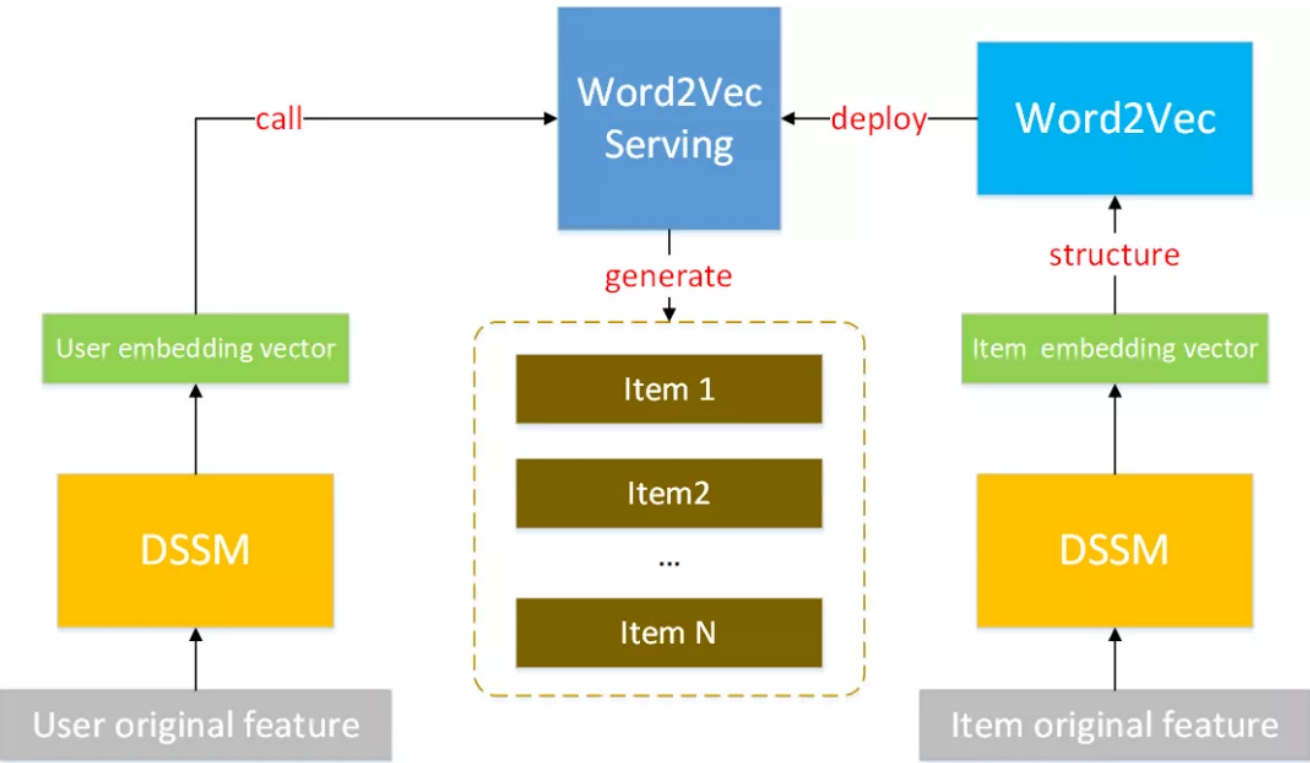 Word2Vec
Serving
Word2Vec
call
deploy
structure
generate
User embedding vector
Item embedding vector
Item 1
Item2
...
Item N
DSSM
DSSM
User original feature
Item original feature